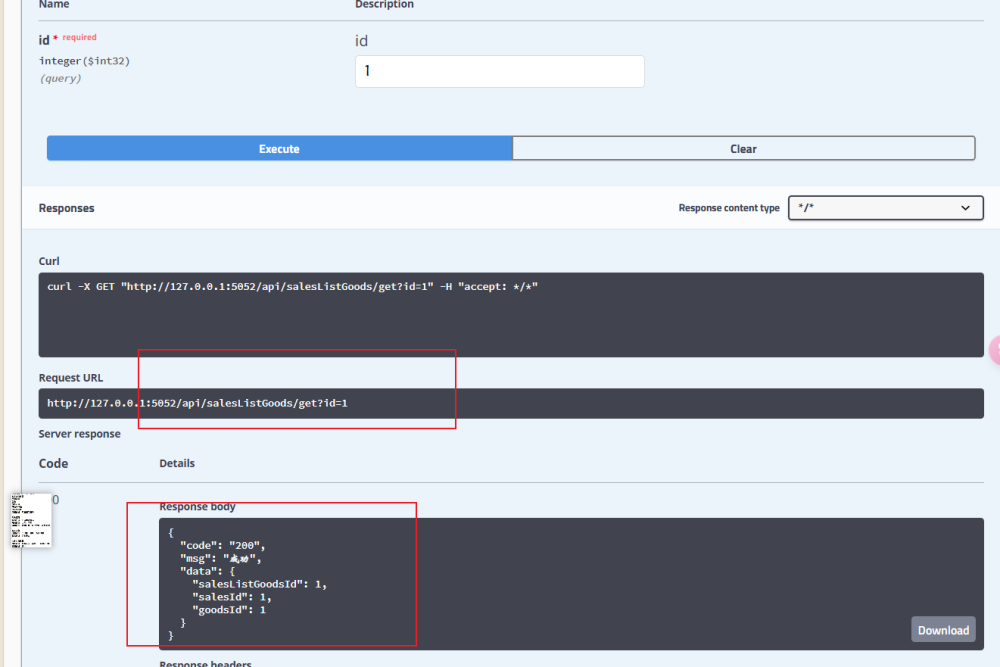 Name Description
id * required id
integer($int32) 1
(query)
Execute Clear
Responses Response content type */*
Curl
curl -X GET "http://127.0.0.1:5052/api/salesListGoods/get?id=1" -H "accept: */*"
Request URL
http://127.0.0.1:5052/api/salesListGoods/get?id=1
Server response
Code Details
0
Response body
{
"code": "200",
"msg": "成功",
"data": {
"salesListGoodsId": 1,
"salesId": 1,
"goodsId": 1
}
}
Download
Response headers